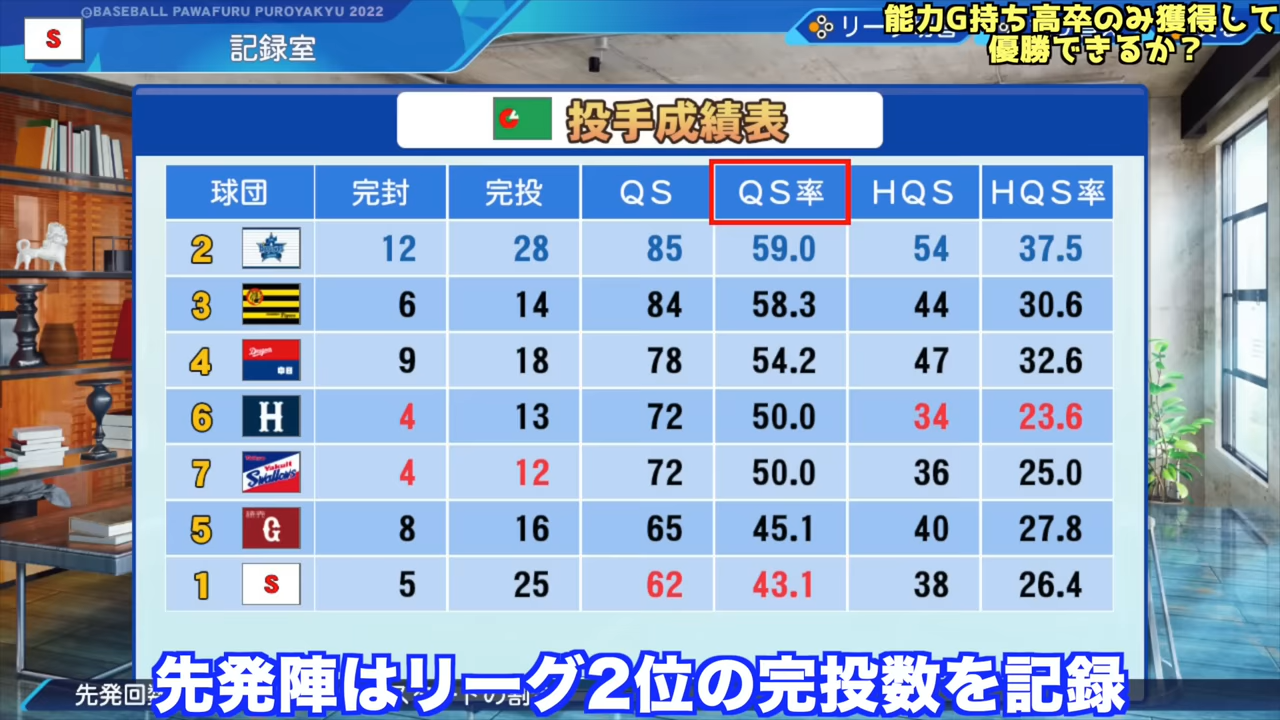 ©BASEBALL PAWAFURU PUROYAKYU 2022
S
記録室
リー
能力G持ち高卒のみ獲得して
優勝できるか?
投手成績表
球団 完封 完投 QS QS率 HQS HQS率
2 12 28 85 59.0 54 37.5
3 6 14 84 58.3 44 30.6
4 Dragons 9 18 78 54.2 47 32.6
6 H 4 13 72 50.0 34 23.6
7 Yakult Swallows 4 12 72 50.0 36 25.0
5 G 8 16 65 45.1 40 27.8
1 S 5 25 62 43.1 38 26.4
先発回
の割
先発陣はリーグ2位の完投数を記録